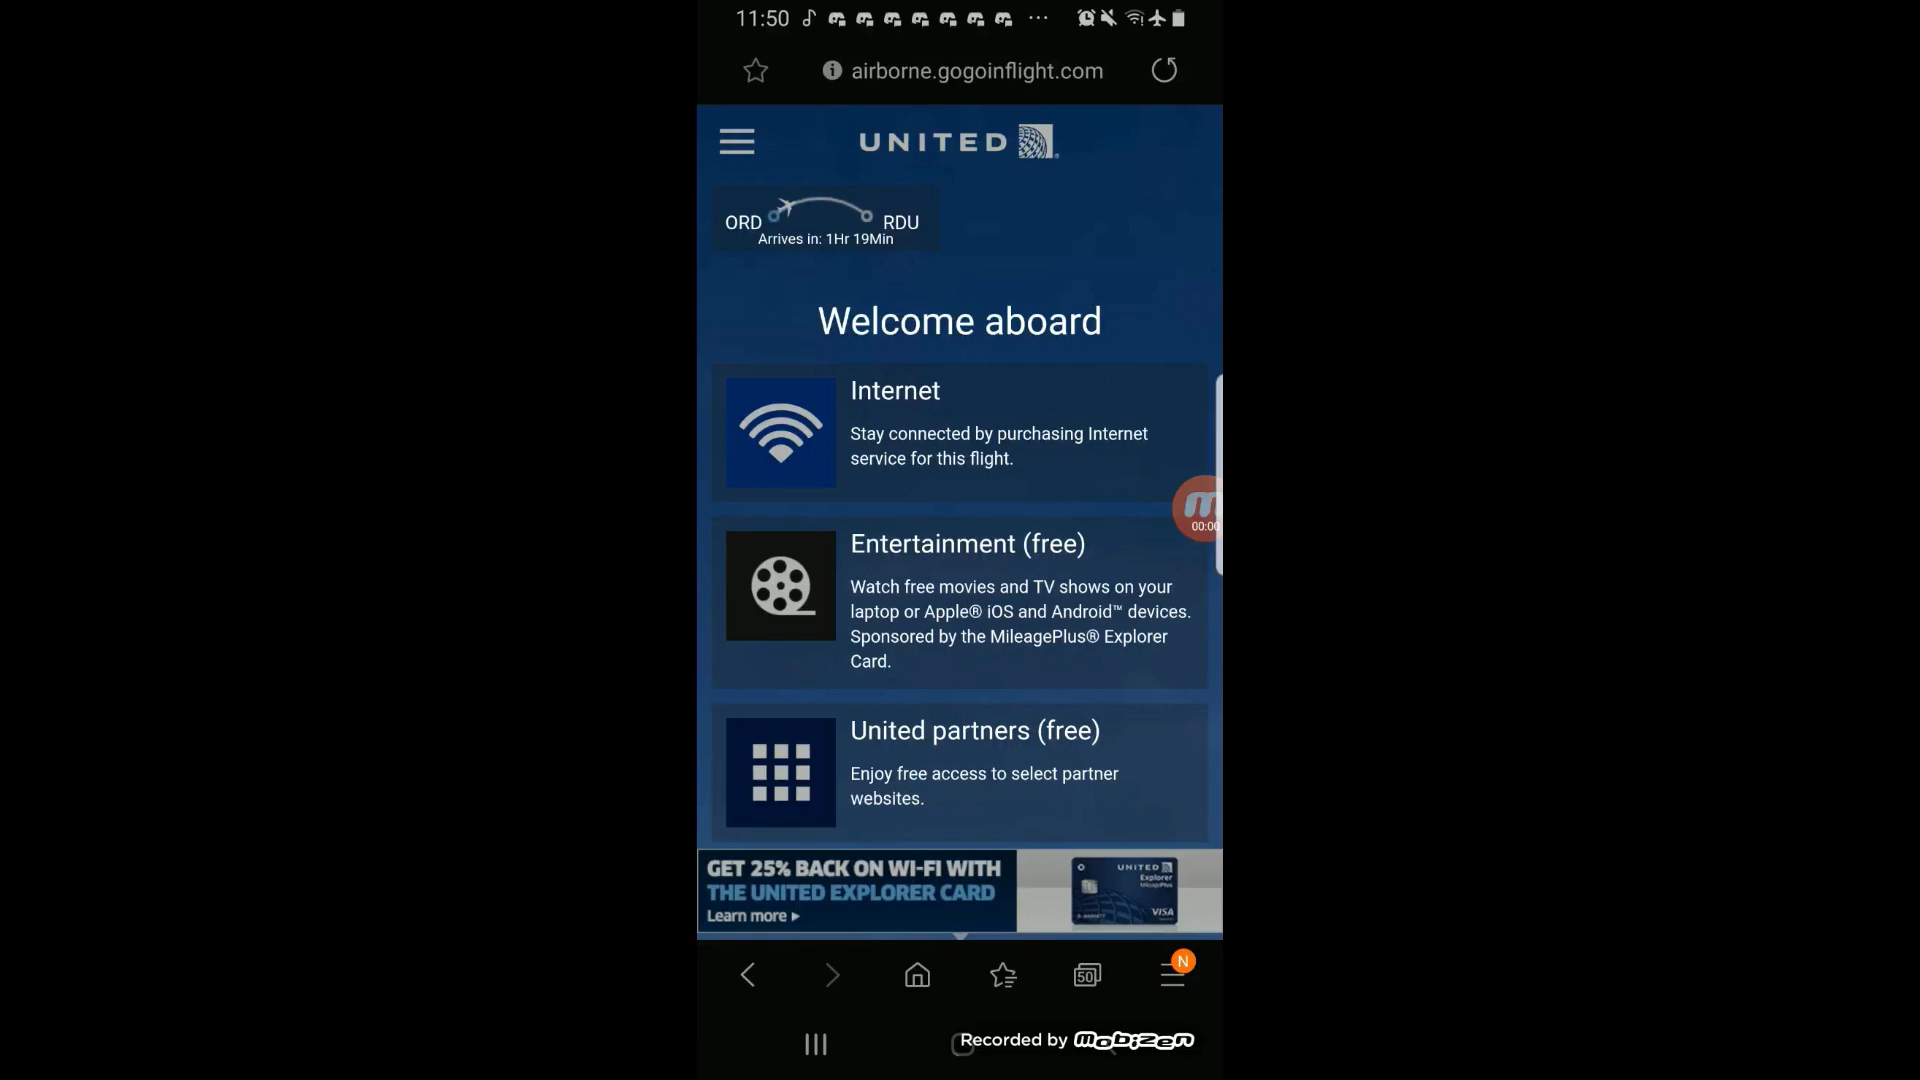 11:50
airborne.gogoinflight.com
UNITED
ORD RDU
Arrives in: 1Hr 19Min
Welcome aboard
Internet
Stay connected by purchasing Internet
service for this flight.
00:00
Entertainment (free)
Watch free movies and TV shows on your
laptop or Apple® iOS and Android™ devices.
Sponsored by the MileagePlus® Explorer
Card.
United partners (free)
Enjoy free access to select partner
websites.
GET 25% BACK ON WI-FI WITH
THE UNITED EXPLORER CARD
Learn more
UNITED
Explorer
MileagePlus
VISA
50
N
Recorded by Mobizen